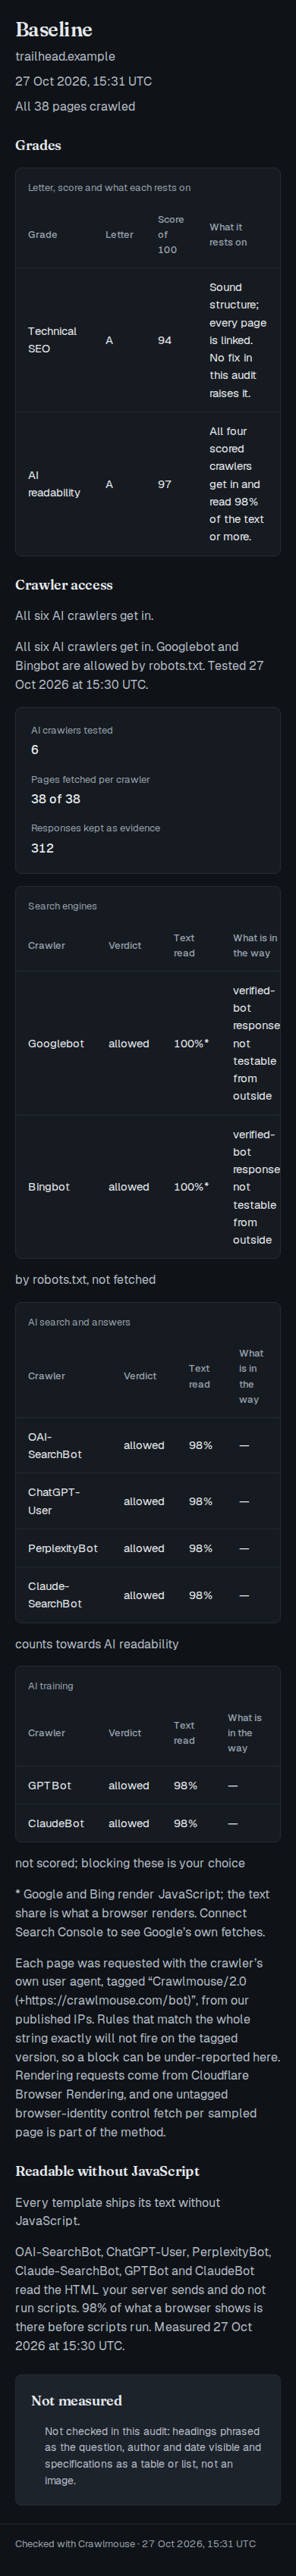 Baseline
trailhead.example
27 Oct 2026, 15:31 UTC
All 38 pages crawled
Grades
Letter, score and what each rests on
Grade Letter Score of 100 What it rests on
Technical SEO A 94 Sound structure; every page is linked. No fix in this audit raises it.
AI readability A 97 All four scored crawlers get in and read 98% of the text or more.
Crawler access
All six AI crawlers get in.
All six AI crawlers get in. Googlebot and
Bingbot are allowed by robots.txt. Tested 27
Oct 2026 at 15:30 UTC.
AI crawlers tested
6
Pages fetched per crawler
38 of 38
Responses kept as evidence
312
Search engines
Crawler Verdict Text read What is in the way
Googlebot allowed 100%* verified-bot response not testable from outside
Bingbot allowed 100%* verified-bot response not testable from outside
by robots.txt, not fetched
AI search and answers
Crawler Verdict Text read What is in the way
OAI-SearchBot allowed 98% —
ChatGPT-User allowed 98% —
PerplexityBot allowed 98% —
Claude-SearchBot allowed 98% —
counts towards AI readability
AI training
Crawler Verdict Text read What is in the way
GPTBot allowed 98% —
ClaudeBot allowed 98% —
not scored; blocking these is your choice
* Google and Bing render JavaScript; the text
share is what a browser renders. Connect
Search Console to see Google’s own fetches.
Each page was requested with the crawler’s
own user agent, tagged “Crawlmouse/2.0
(+https://crawlmouse.com/bot)”, from our
published IPs. Rules that match the whole
string exactly will not fire on the tagged
version, so a block can be under-reported here.
Rendering requests come from Cloudflare
Browser Rendering, and one untagged
browser-identity control fetch per sampled
page is part of the method.
Readable without JavaScript
Every template ships its text without
JavaScript.
OAI-SearchBot, ChatGPT-User, PerplexityBot,
Claude-SearchBot, GPTBot and ClaudeBot
read the HTML your server sends and do not
run scripts. 98% of what a browser shows is
there before scripts run. Measured 27 Oct
2026 at 15:30 UTC.
Not measured
Not checked in this audit: headings phrased
as the question, author and date visible and
specifications as a table or list, not an
image.
Checked with Crawlmouse · 27 Oct 2026, 15:31 UTC